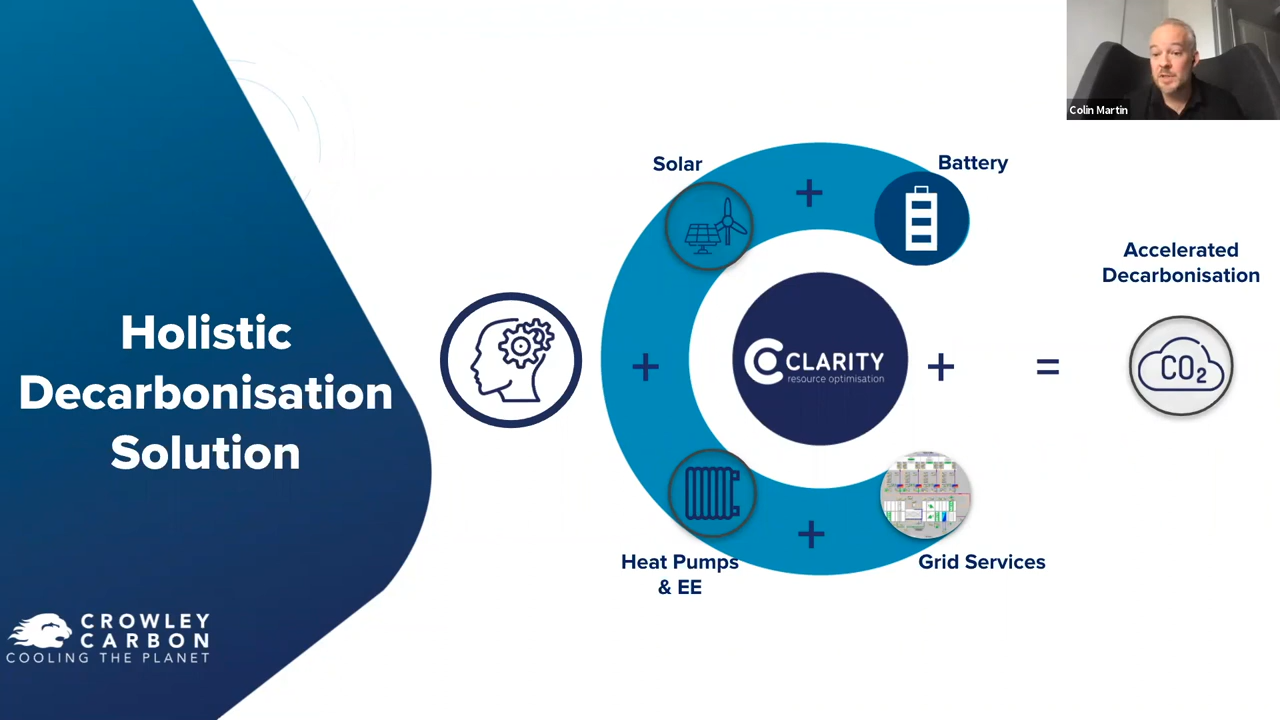 Colin Martin
Solar
Battery
+
Accelerated
Decarbonisation
Holistic
Decarbonisation
Solution
+
CLARITY
resource optimisation
+
=
CO2
+
Heat Pumps
& EE
Grid Services
CROWLEY
CARBON
COOLING THE PLANET